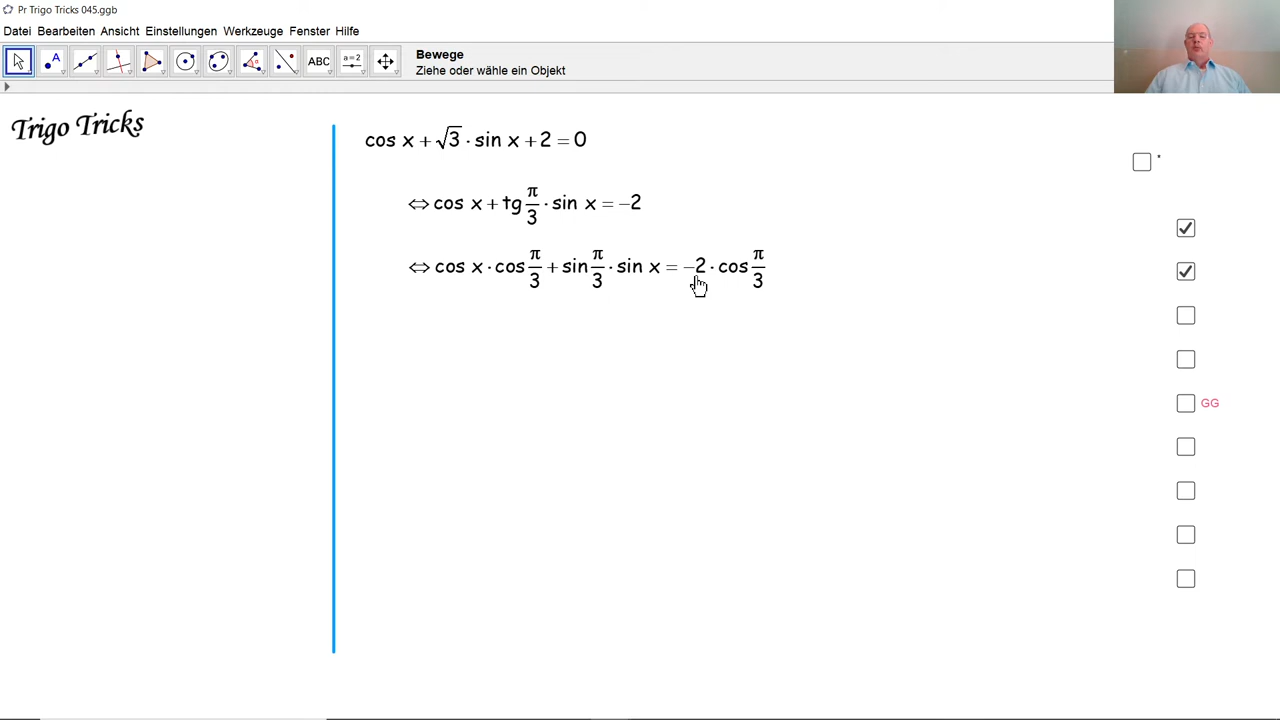 Pr Trigo Tricks 045.ggb
Datei Bearbeiten Ansicht Einstellungen Werkzeuge Fenster Hilfe
A
ABC
a=2
Bewege
Ziehe oder wähle ein Objekt
Trigo Tricks
cos x + √3 · sin x + 2 = 0
⇔ cos x + tg π/3 · sin x = −2
⇔ cos x · cos π/3 + sin π/3 · sin x = −2 · cos π/3
GG